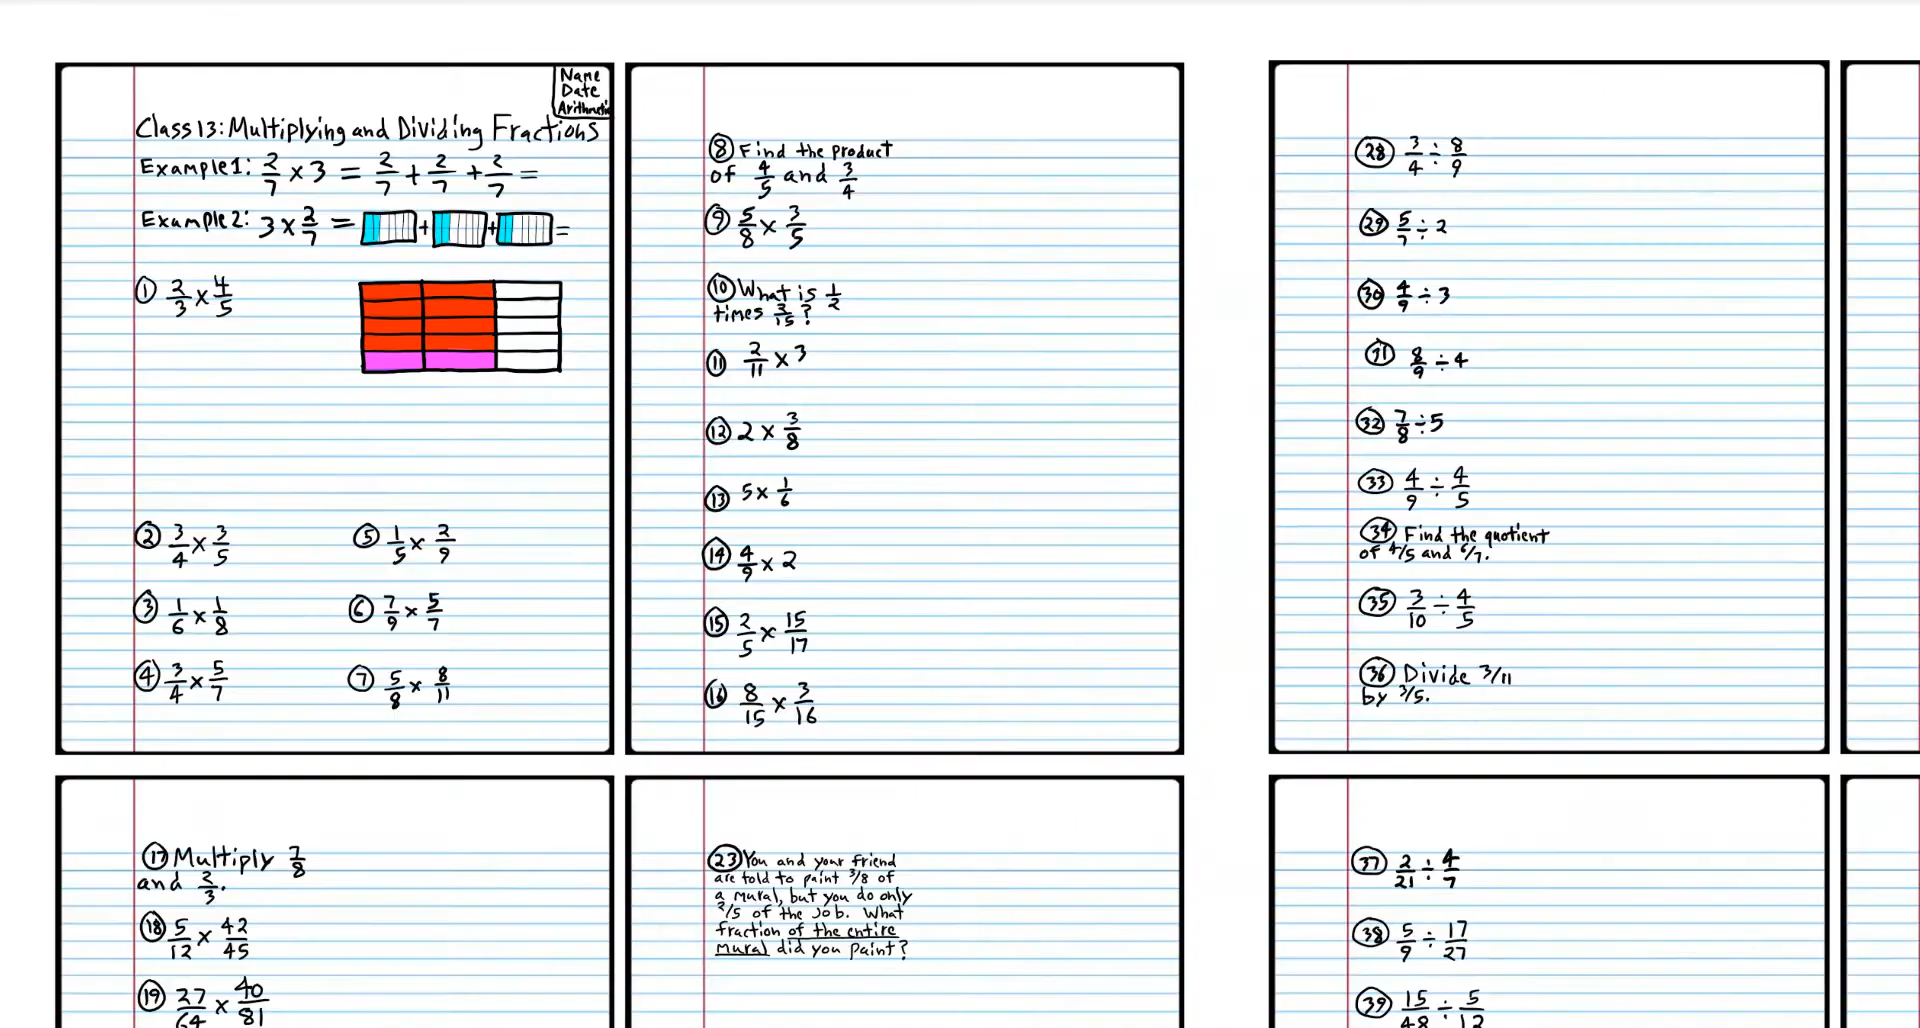 Name
Date
Arithmetic
Class 13: Multiplying and Dividing Fractions
Example 1: 2/7 × 3 = 2/7 + 2/7 + 2/7 =
Example 2: 3 × 2/7 = + + =
① 2/3 × 4/5
② 3/4 × 3/5
⑤ 1/5 × 2/9
③ 1/6 × 1/8
⑥ 7/9 × 5/7
④ 3/4 × 5/7
⑦ 5/8 × 8/11
⑧ Find the product
of 4/5 and 3/4
⑨ 5/8 × 3/5
⑩ What is 1/2
times 2/15?
⑪ 2/11 × 3
⑫ 2 × 3/8
⑬ 5 × 1/6
⑭ 4/9 × 2
⑮ 2/5 × 15/17
⑯ 8/15 × 3/16
⑰ Multiply 7/8
and 2/3.
⑱ 5/12 × 42/45
⑲ 27/64 × 40/81
㉓ You and your friend
are told to paint 3/8 of
a mural, but you do only
2/5 of the job. What
fraction of the entire
mural did you paint?
㉘ 3/4 ÷ 8/9
㉙ 5/7 ÷ 2
㉚ 4/9 ÷ 3
㉛ 8/9 ÷ 4
㉜ 7/8 ÷ 5
㉝ 4/9 ÷ 4/5
㉞ Find the quotient
of 4/5 and 6/7.
㉟ 3/10 ÷ 4/5
㊱ Divide 3/11
by 3/5.
㊲ 2/21 ÷ 4/7
㊳ 5/9 ÷ 17/27
㊴ 15/48 ÷ 5/12